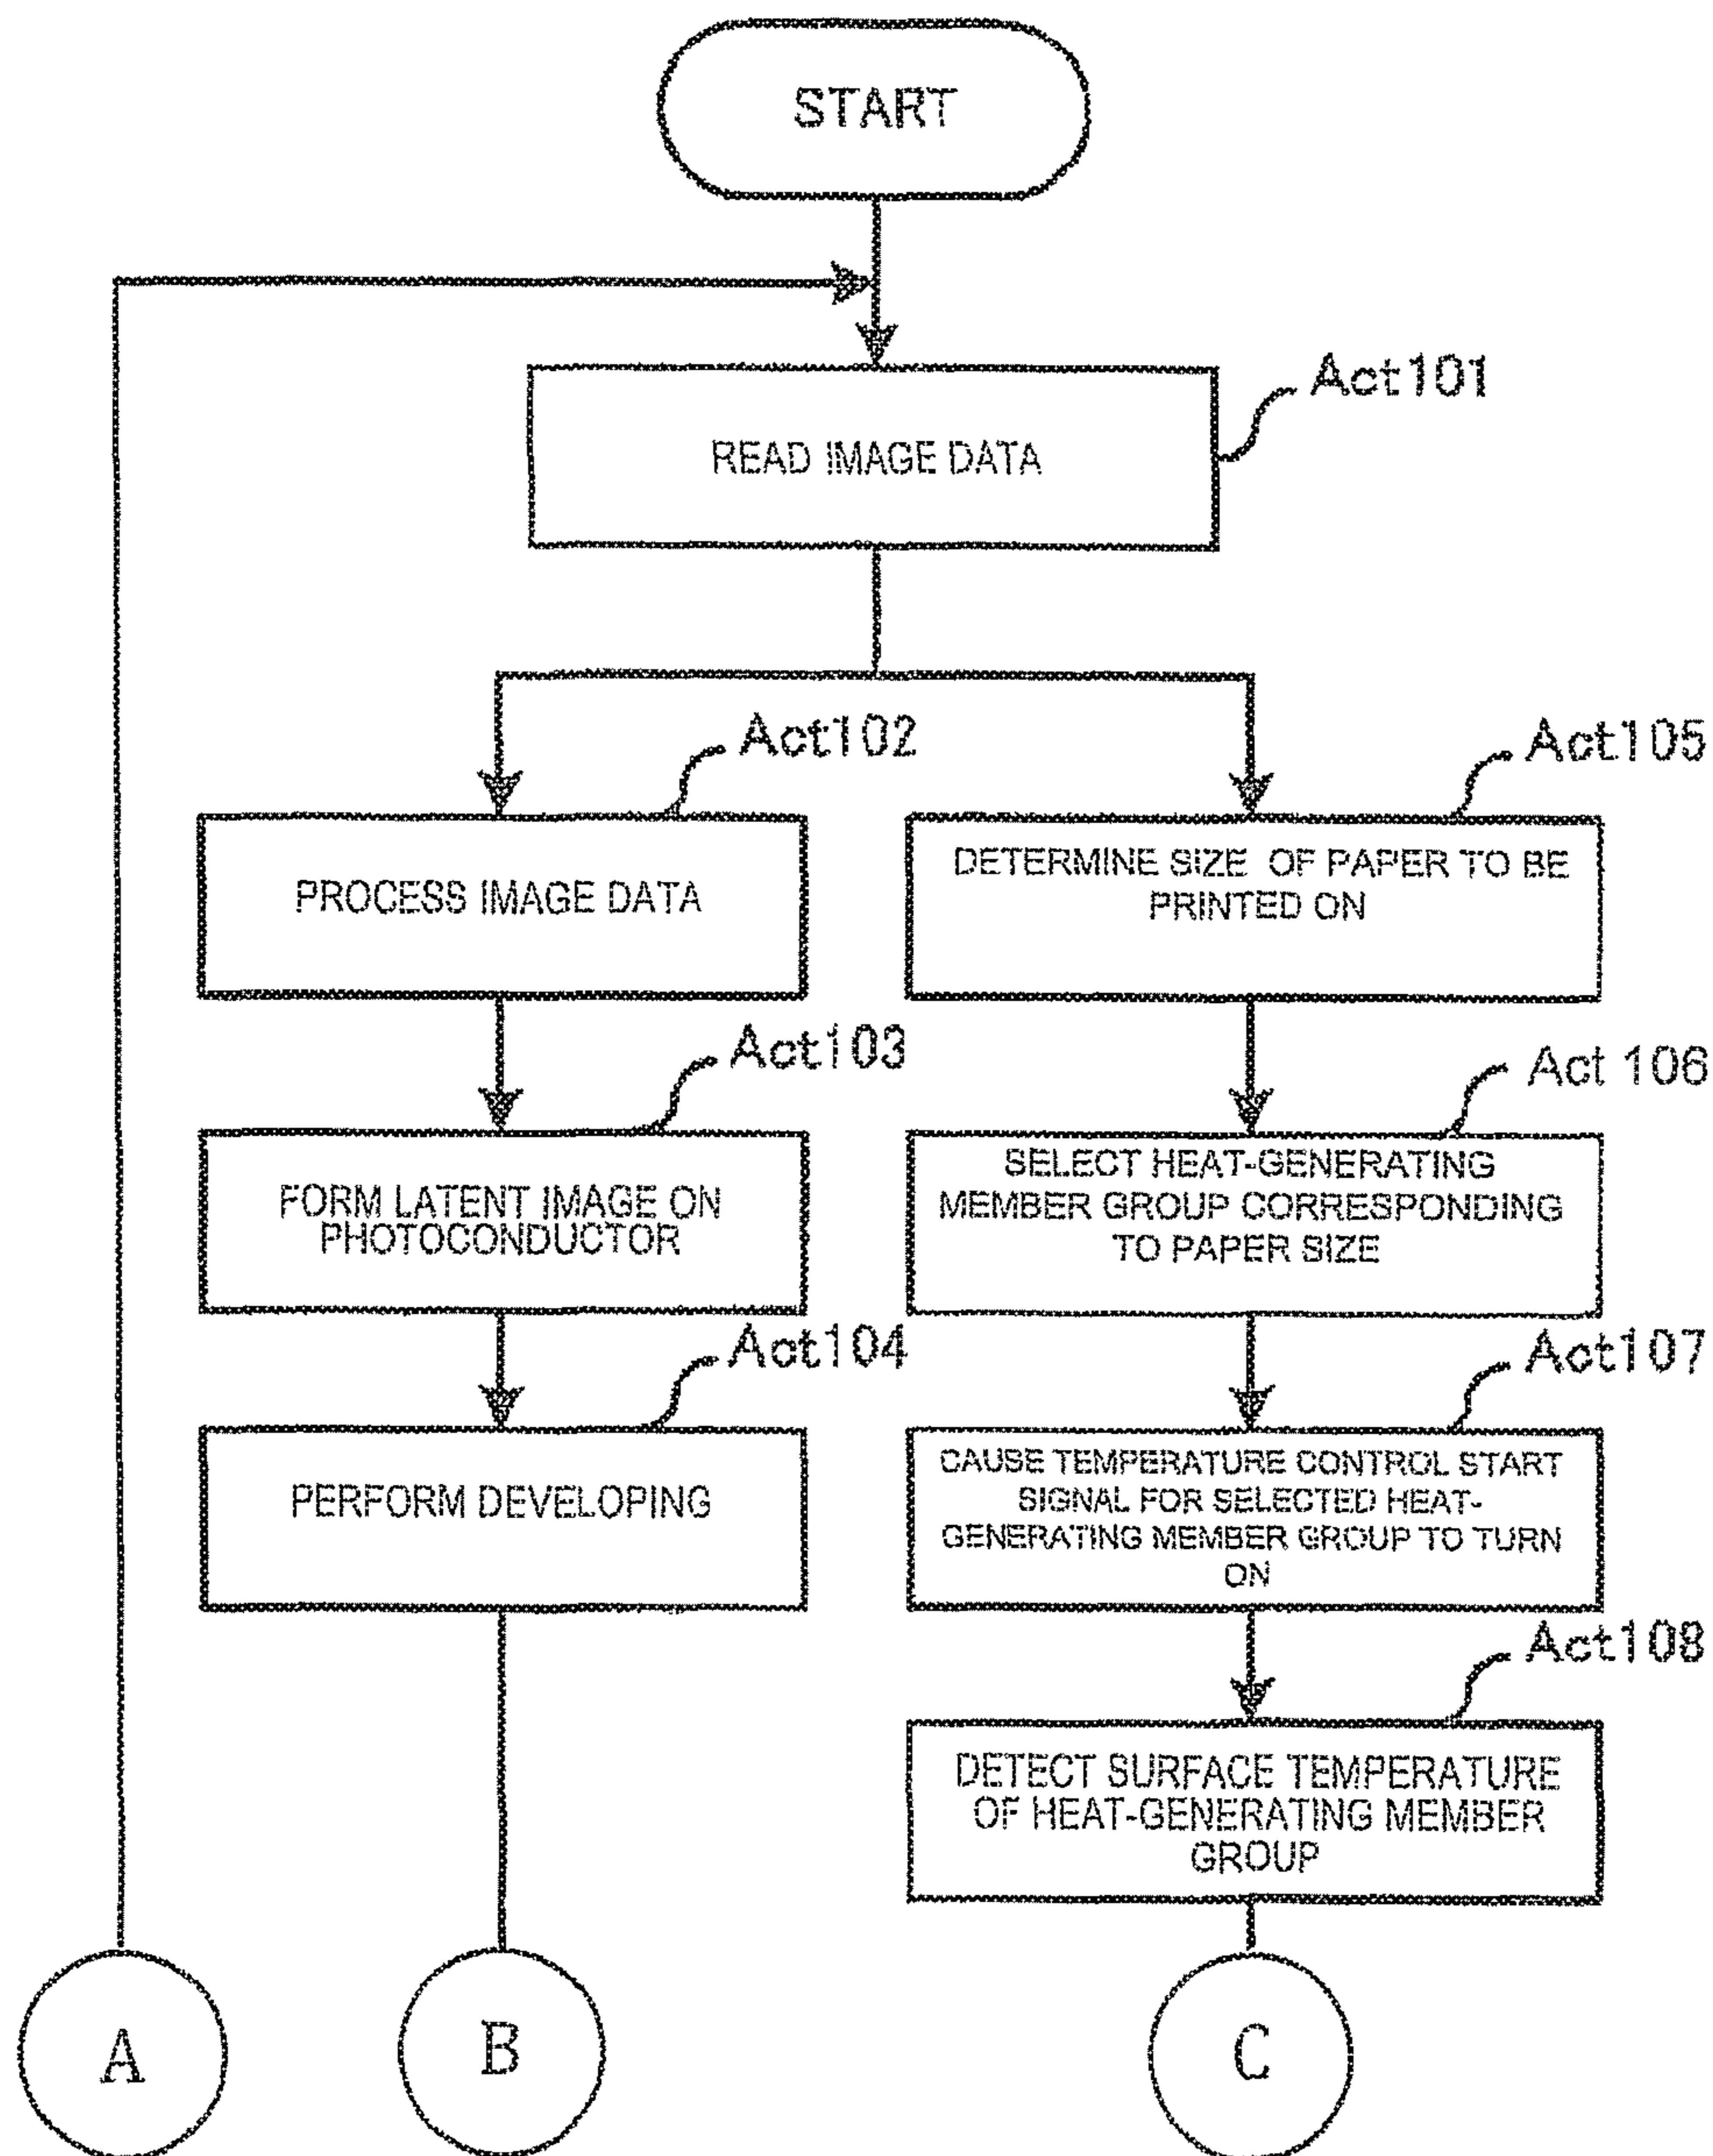 START
Act101
READ IMAGE DATA
Act102
PROCESS IMAGE DATA
Act103
FORM LATENT IMAGE ON
PHOTOCONDUCTOR
Act104
PERFORM DEVELOPING
Act105
DETERMINE SIZE OF PAPER TO BE
PRINTED ON
Act 106
SELECT HEAT-GENERATING
MEMBER GROUP CORRESPONDING
TO PAPER SIZE
Act107
CAUSE TEMPERATURE CONTROL START
SIGNAL FOR SELECTED HEAT-
GENERATING MEMBER GROUP TO TURN
ON
Act108
DETECT SURFACE TEMPERATURE
OF HEAT-GENERATING MEMBER
GROUP
A
B
C